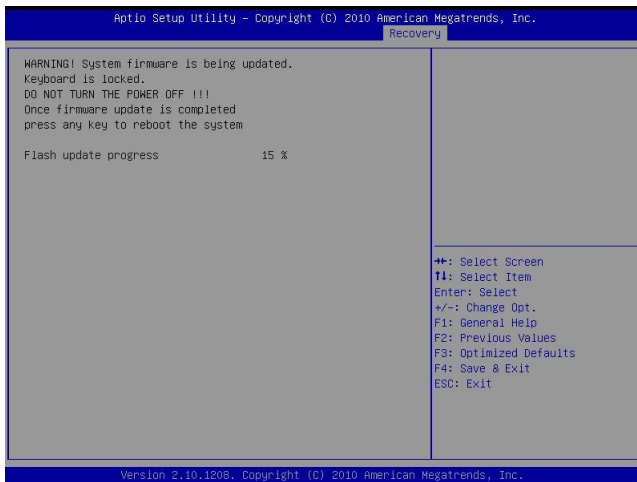 Aptio Setup Utility – Copyright (C) 2010 American Megatrends, Inc.
Recovery
WARNING! System firmware is being updated.
Keyboard is locked.
DO NOT TURN THE POWER OFF !!!
Once firmware update is completed
press any key to reboot the system
Flash update progress 15 %
→←: Select Screen
↑↓: Select Item
Enter: Select
+/-: Change Opt.
F1: General Help
F2: Previous Values
F3: Optimized Defaults
F4: Save & Exit
ESC: Exit
Version 2.10.1208. Copyright (C) 2010 American Megatrends, Inc.